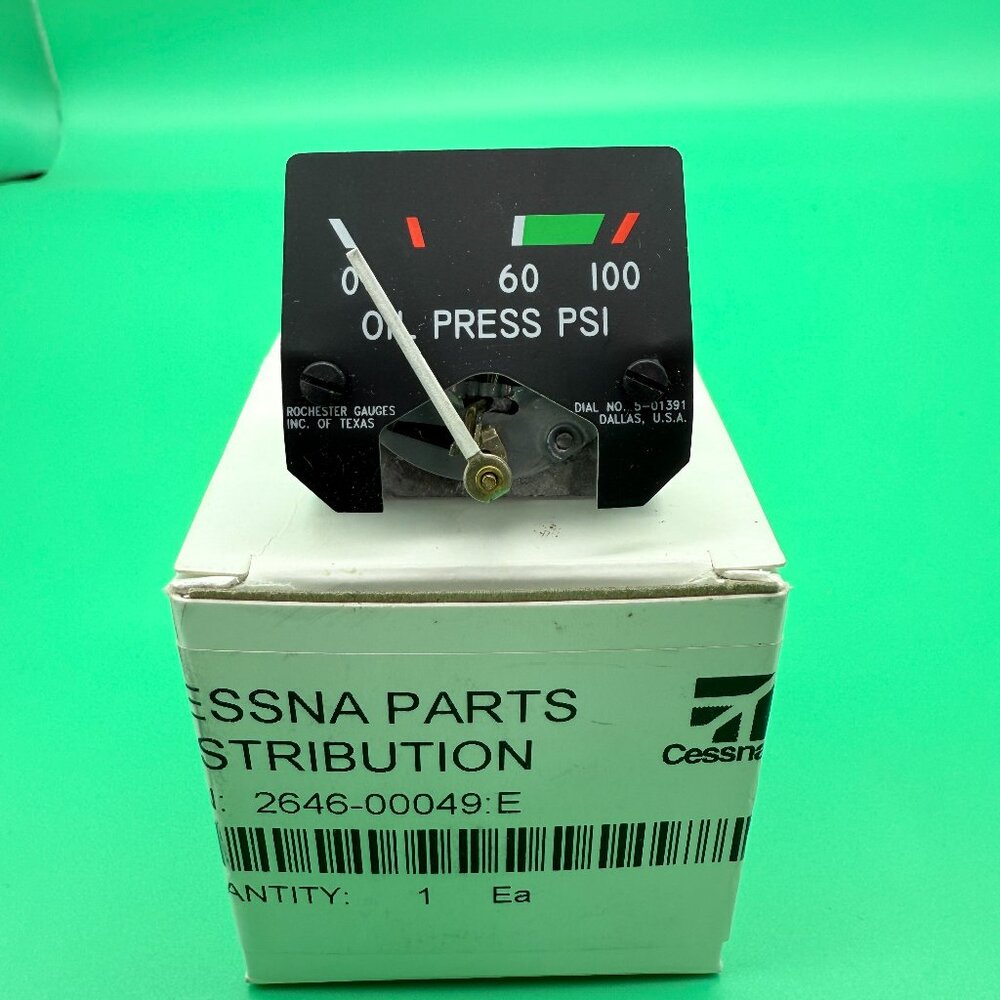 0 60 100
OIL PRESS PSI
ROCHESTER GAUGES
INC. OF TEXAS
DIAL NO. 5-01391
DALLAS, U.S.A.
ESSNA PARTS
STRIBUTION
Cessna
: 2646-00049:E
ANTITY: 1 Ea